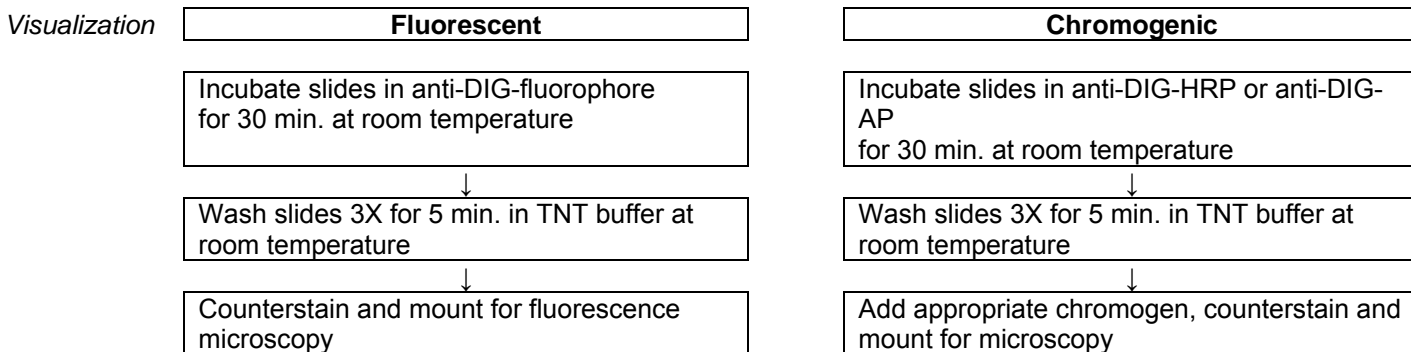 Visualization
Fluorescent
Incubate slides in anti-DIG-fluorophore
for 30 min. at room temperature
↓
Wash slides 3X for 5 min. in TNT buffer at
room temperature
↓
Counterstain and mount for fluorescence
microscopy
Chromogenic
Incubate slides in anti-DIG-HRP or anti-DIG-
AP
for 30 min. at room temperature
↓
Wash slides 3X for 5 min. in TNT buffer at
room temperature
↓
Add appropriate chromogen, counterstain and
mount for microscopy